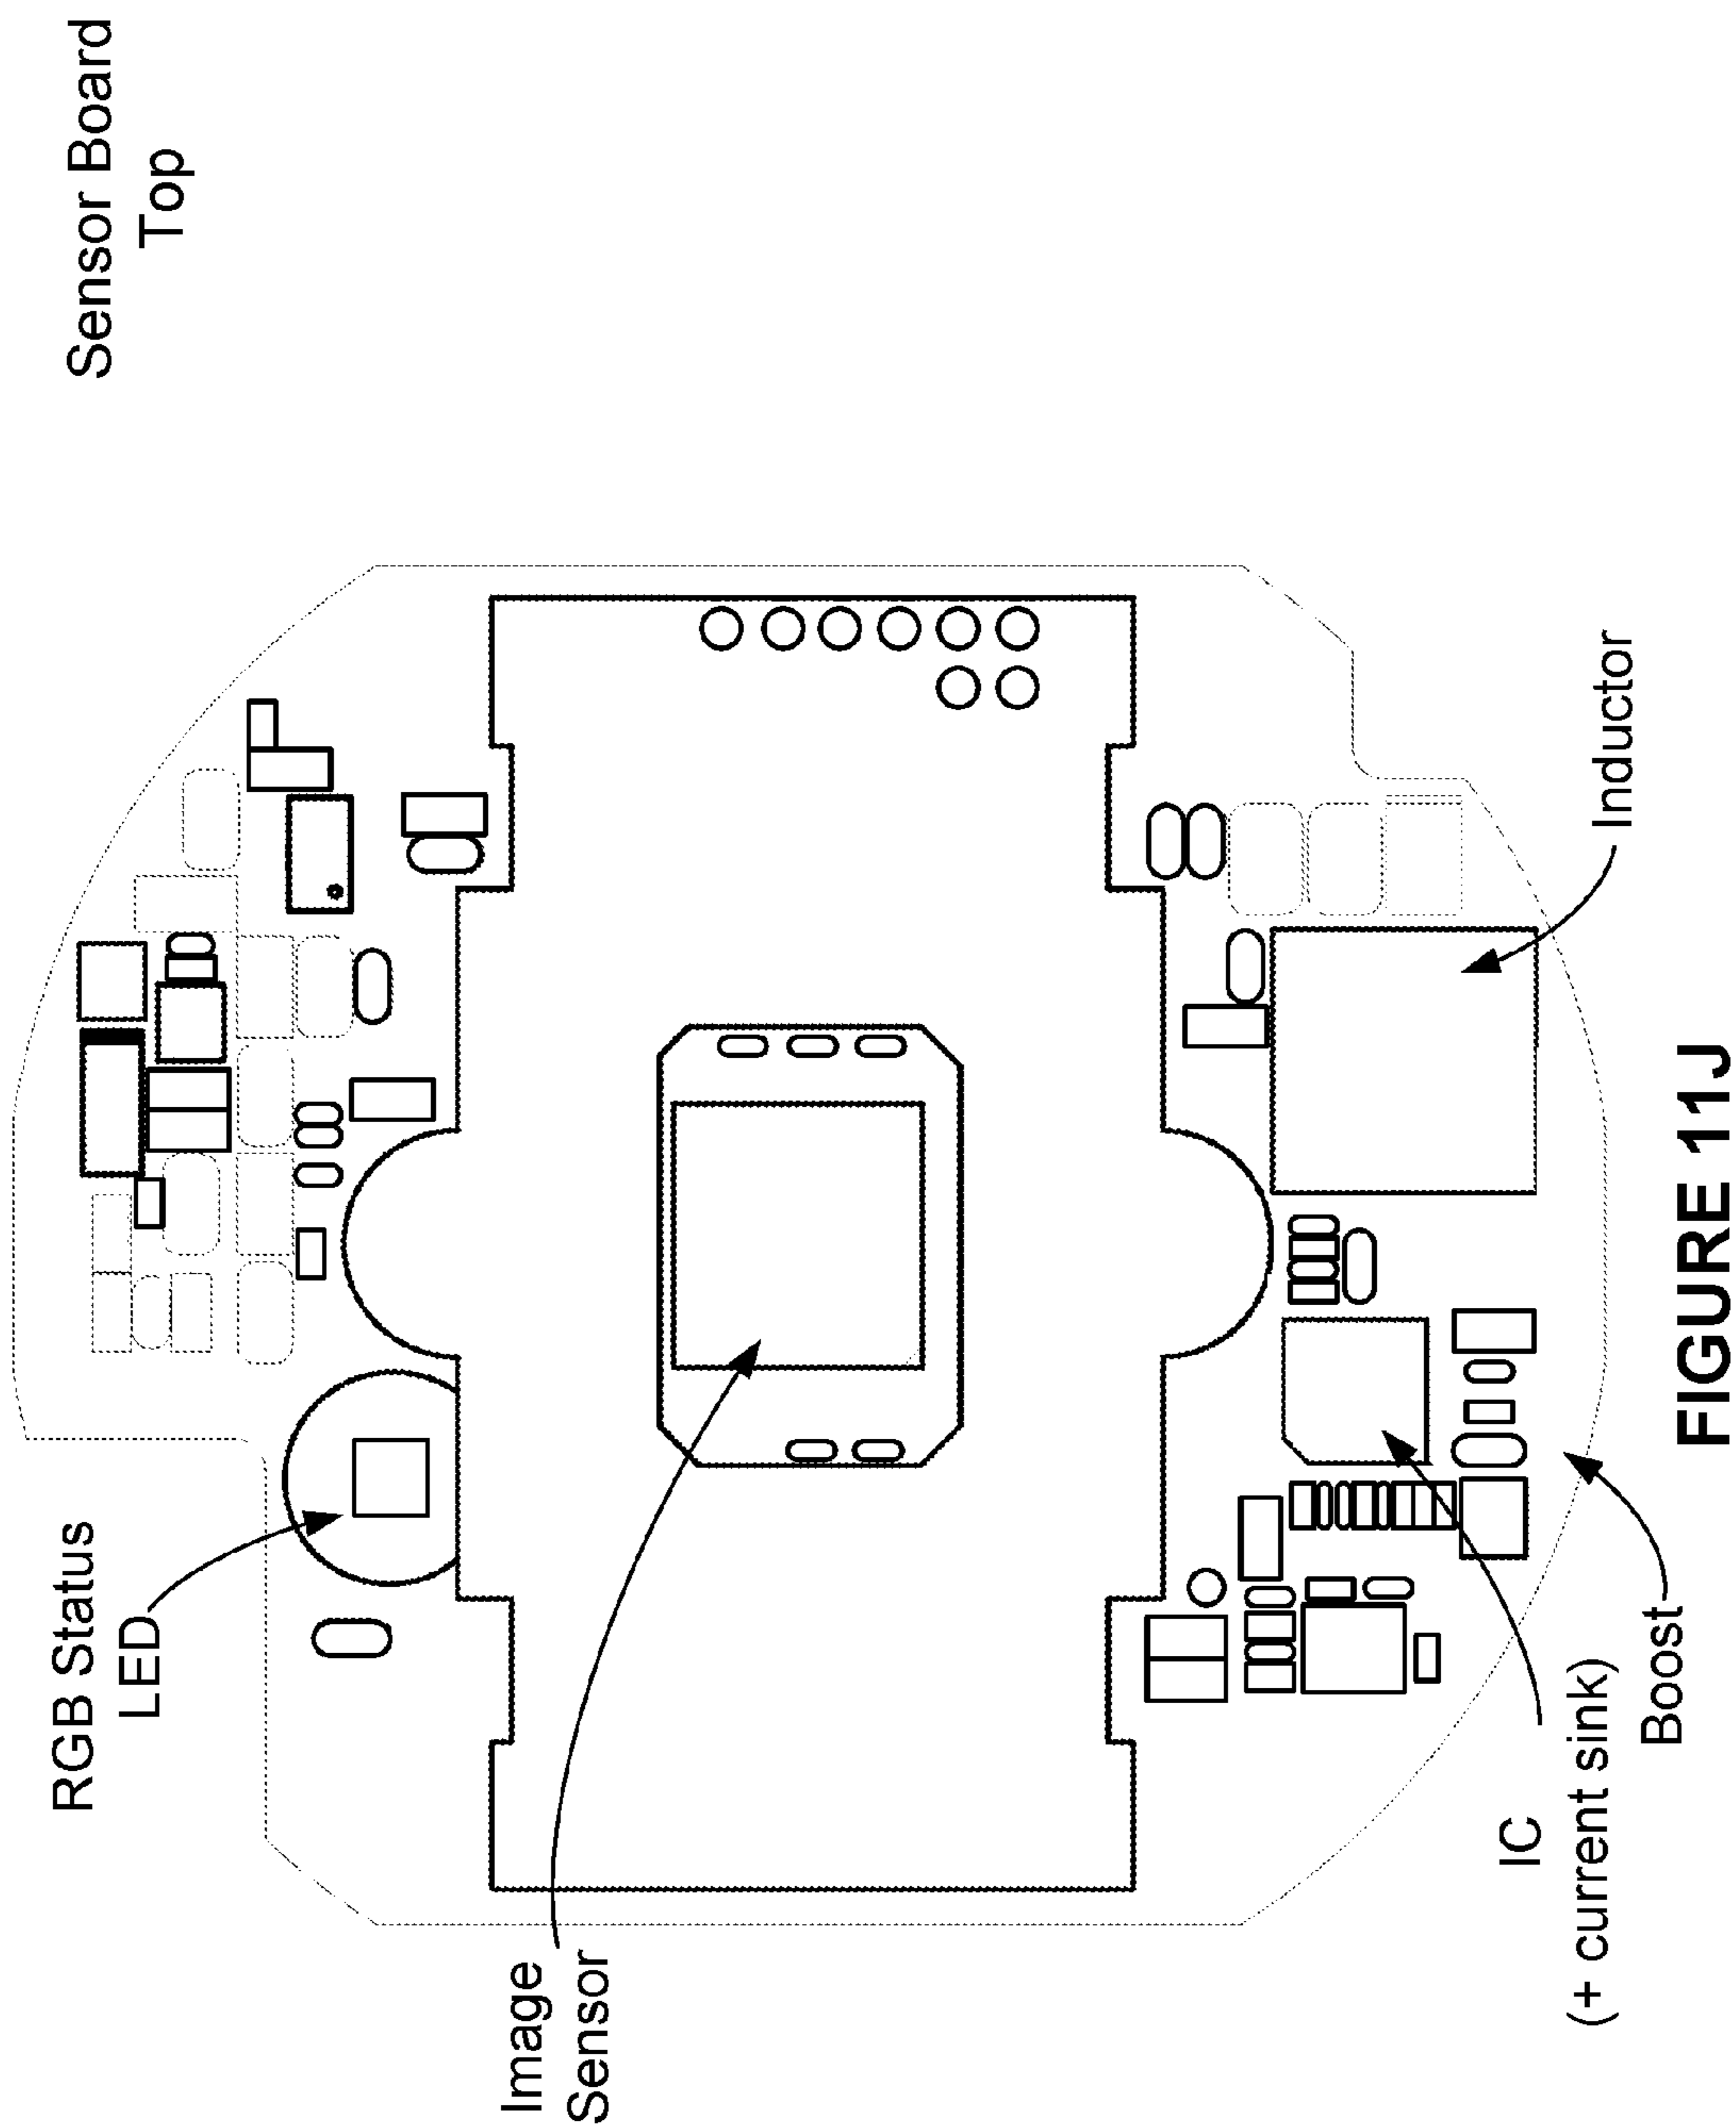 Sensor Board
Top
RGB Status
LED
Image
Sensor
Inductor
IC
(+ current sink)
Boost
FIGURE 11J